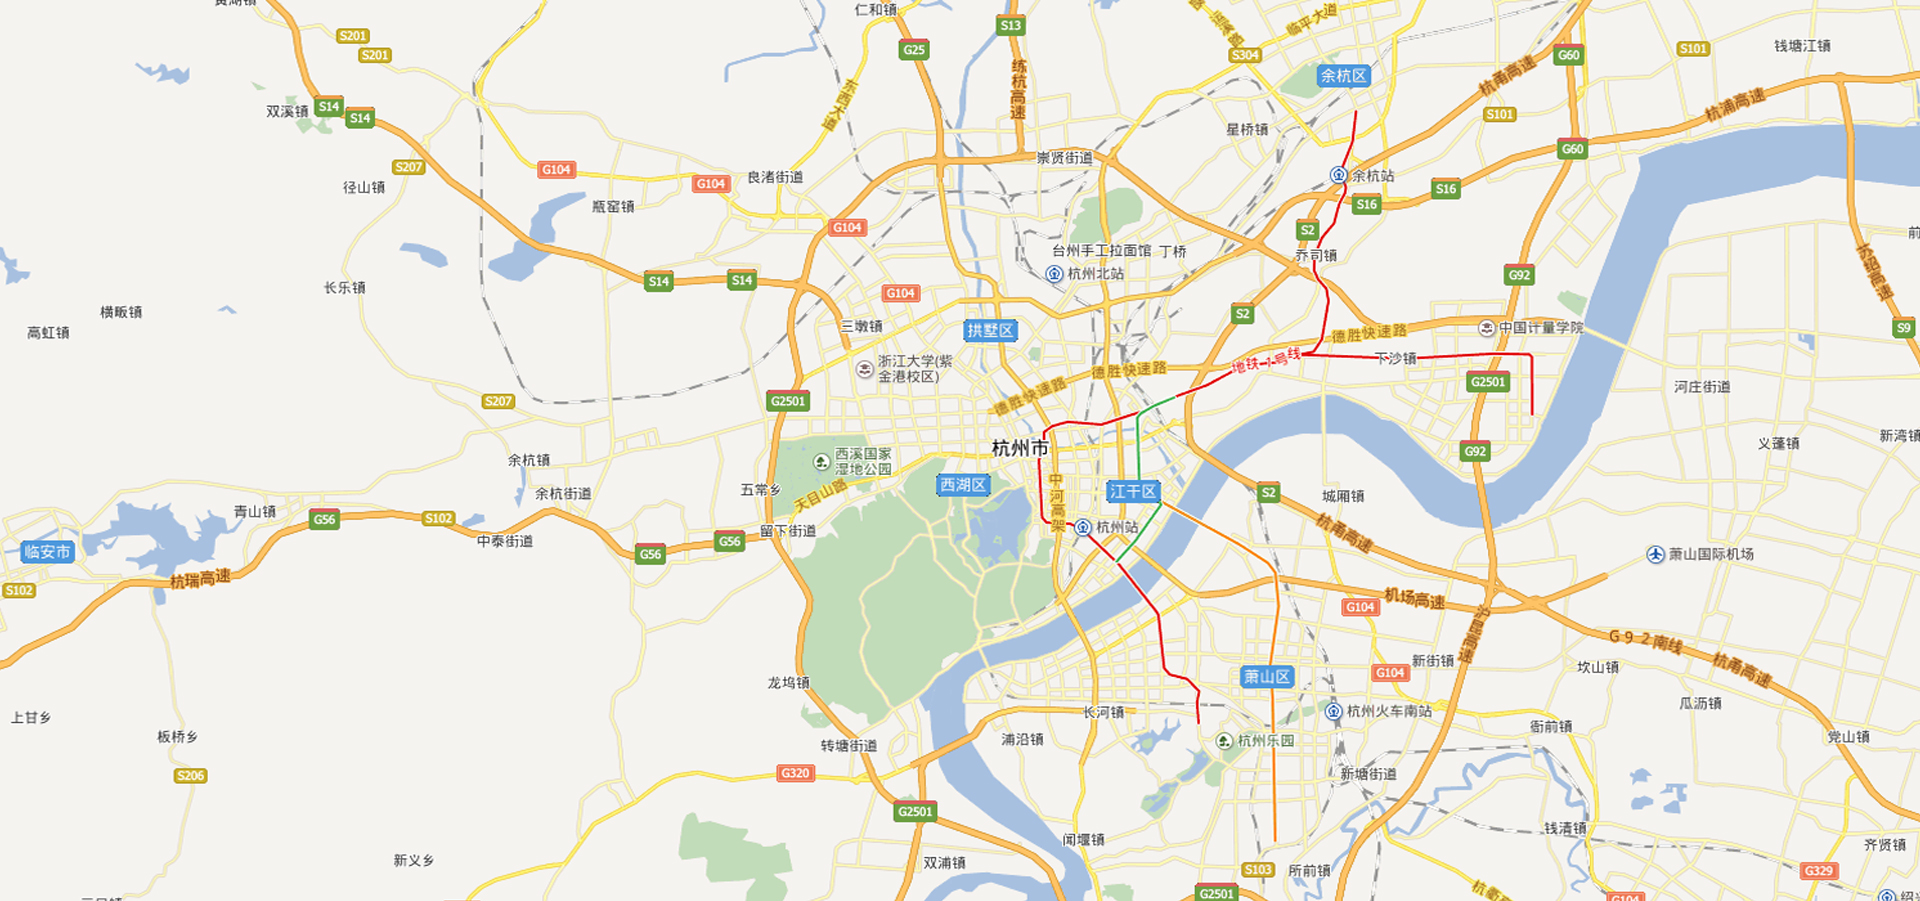 仁和镇
S13
临平大道
S201
S201
G25
S304
S101
G60
钱塘江镇
练杭高速
东西大道
余杭区
杭甬高速
双溪镇
S14
S14
星桥镇
S101
杭浦高速
S207
G104
G104
良渚街道
崇贤街道
余杭站
G60
径山镇
瓶窑镇
S16
S16
G104
S2
台州手工拉面馆
丁桥
乔司镇
苏绍高速
S14
S14
杭州北站
G92
长乐镇
G104
横畈镇
高虹镇
三墩镇
拱墅区
S2
德胜快速路
中国计量学院
S9
浙江大学(紫
金港校区)
德胜快速路
地铁1号线
下沙镇
德胜快速路
G2501
河庄街道
S207
G2501
杭州市
西溪国家
湿地公园
G92
义蓬镇
新湾镇
余杭镇
余杭街道
五常乡
天目山路
西湖区
中河高架
江干区
S2
城厢镇
青山镇
G56
S102
中泰街道
留下街道
G56
G56
杭州站
杭甬高速
萧山国际机场
临安市
S102
杭瑞高速
G104
机场高速
沪昆高速
G92南线
杭甬高速
龙坞镇
萧山区
G104
新街镇
坎山镇
上甘乡
板桥乡
长河镇
杭州火车南站
瓜沥镇
转塘街道
浦沿镇
杭州乐园
衙前镇
党山镇
S206
G320
新塘街道
G2501
钱清镇
闻堰镇
新义乡
双浦镇
S103
所前镇
齐贤镇
G329
G2501
G104